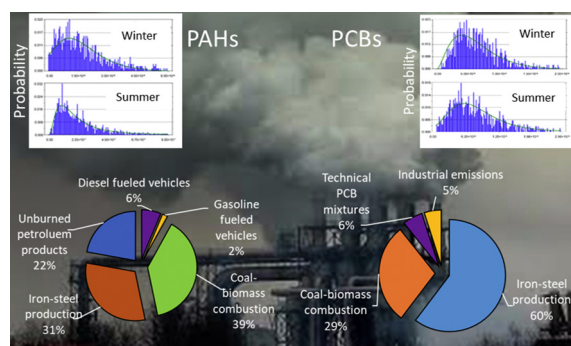 Winter
PAHs
PCBs
Winter
Probability
Summer
Probability
Summer
Diesel fueled vehicles
6%
Gasoline
fueled
vehicles
2%
Unburned
petroluem
products
22%
Iron-steel
production
31%
Coal-
biomass
combustion
39%
Technical
PCB
mixtures
6%
Industrial emissions
5%
Coal-biomass
combustion
29%
Iron-steel
production
60%